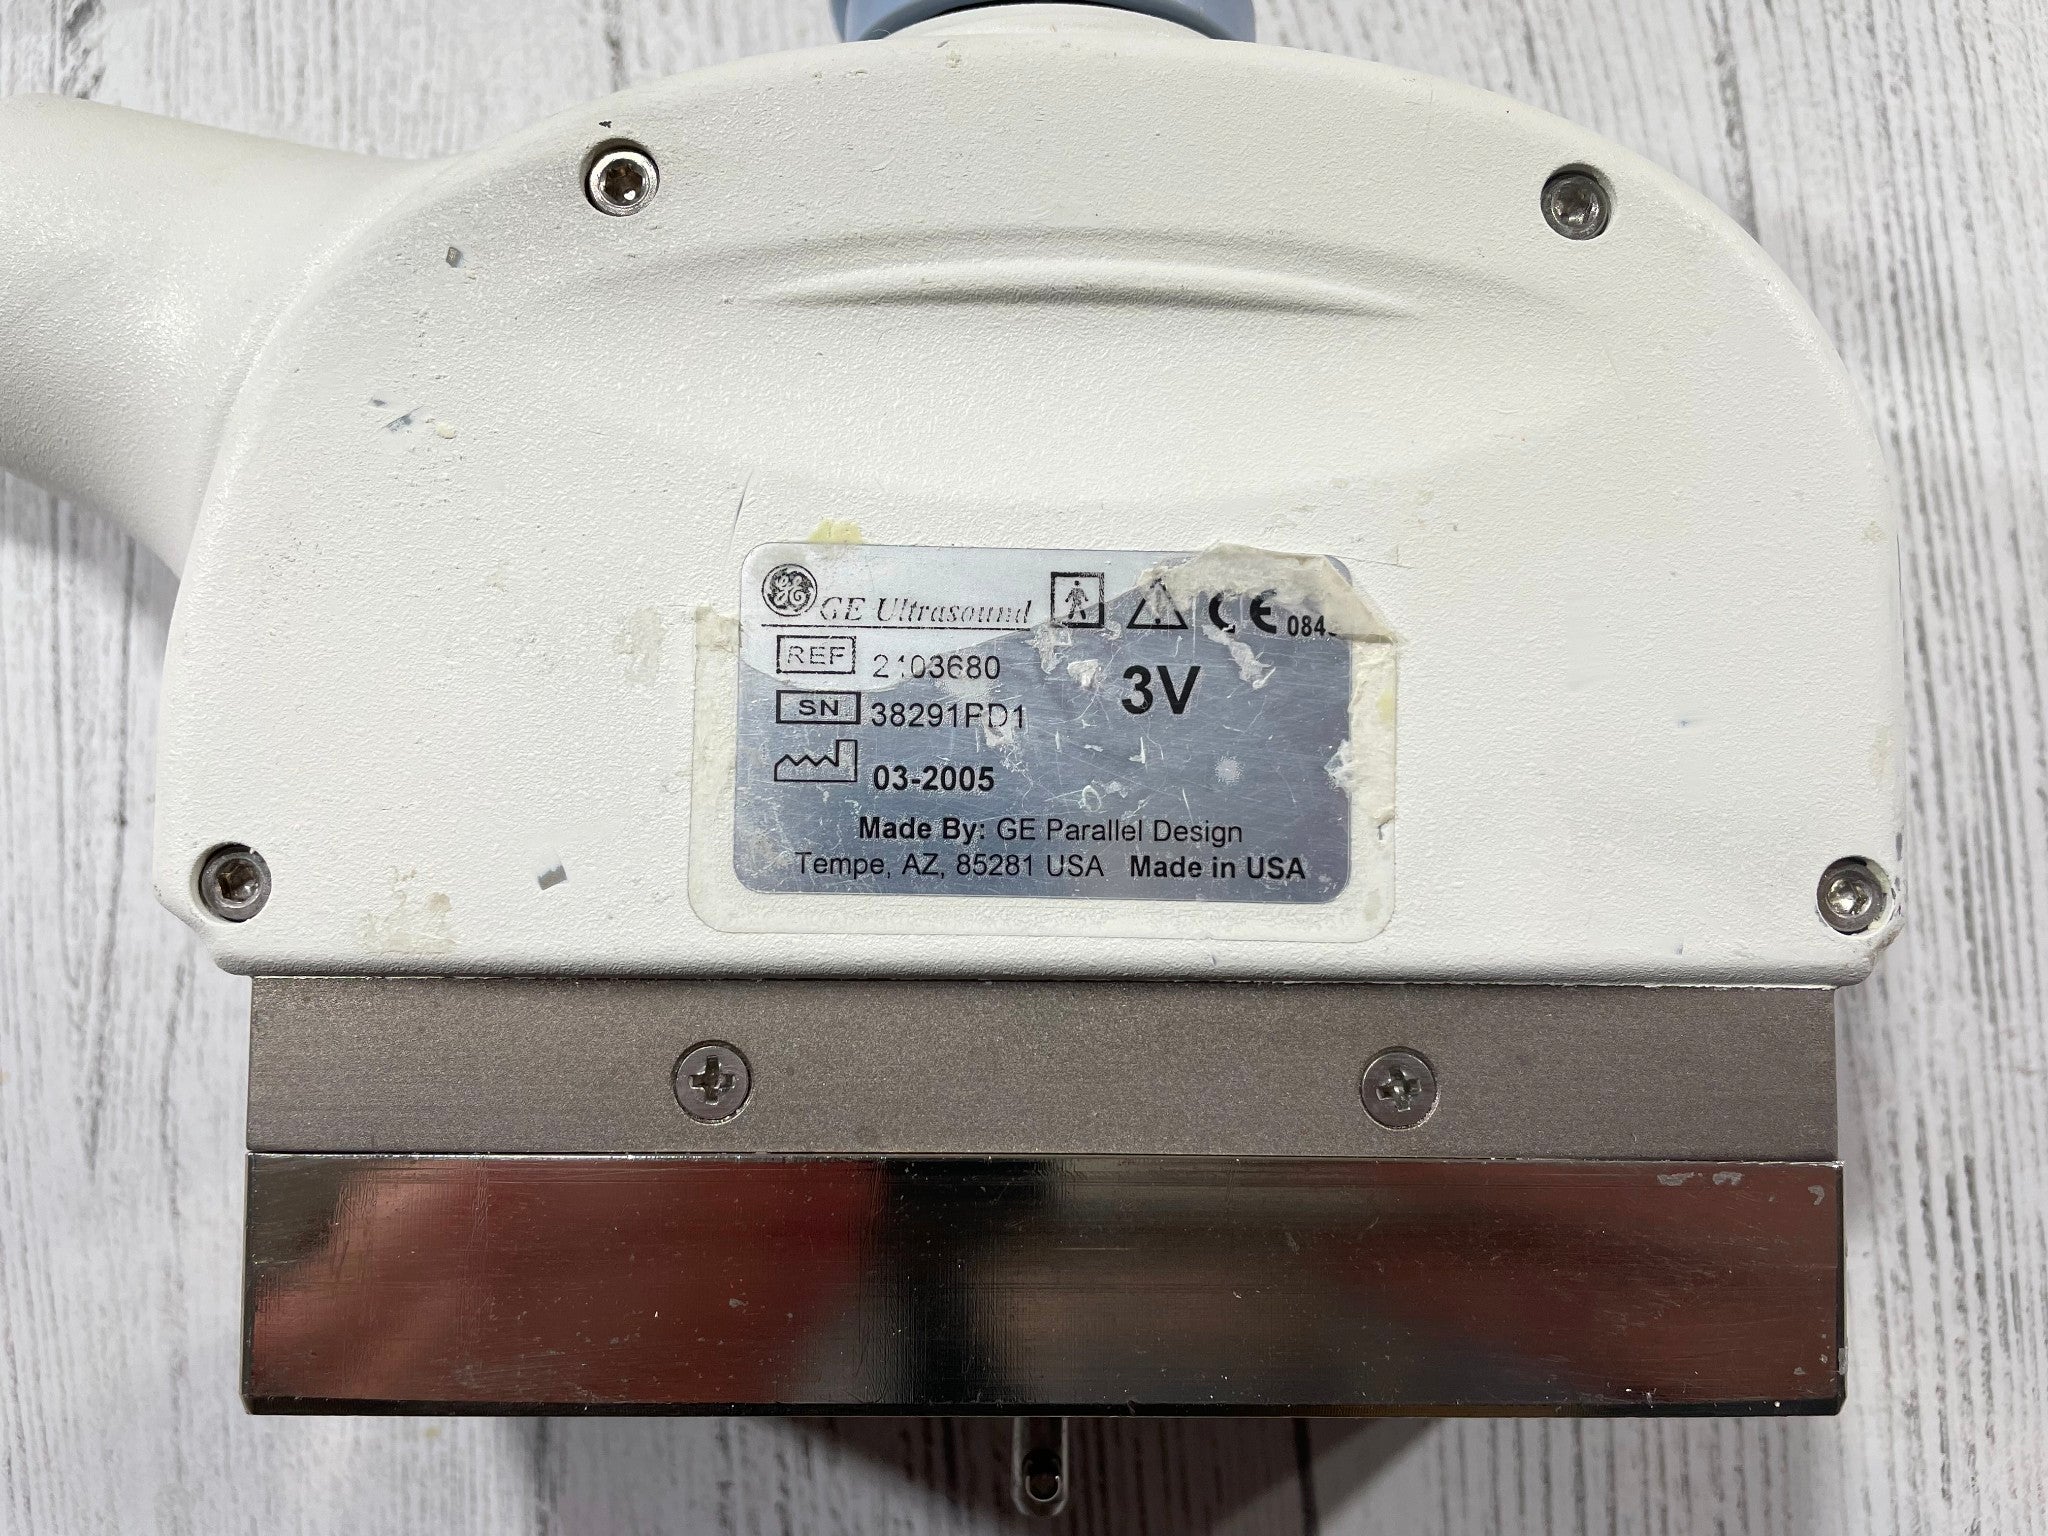 GE Ultrasound CE
REF 2103680 3V
SN 38291PD1
03-2005
Made By: GE Parallel Design
Tempe, AZ, 85281 USA Made in USA